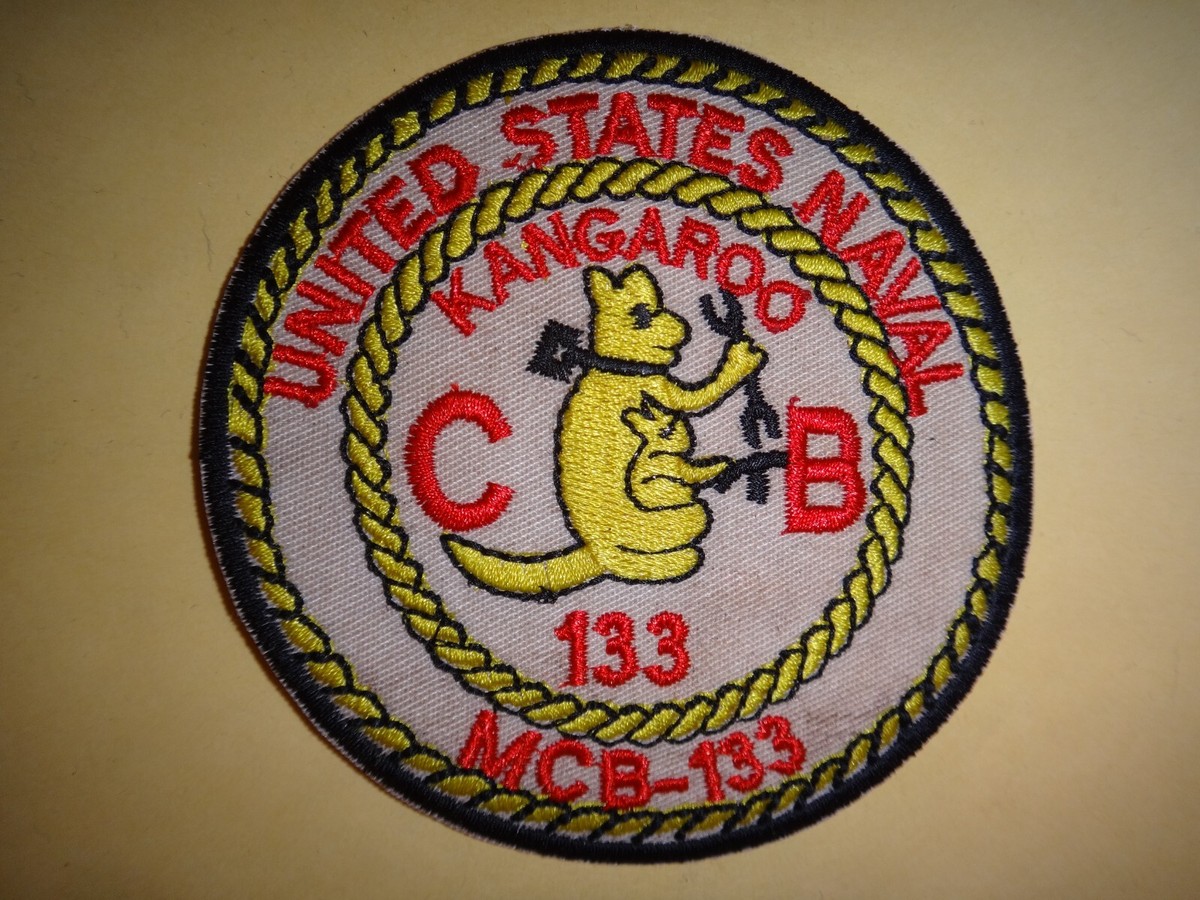 UNITED STATES NAVAL
KANGAROO
C B
133
MCB-133